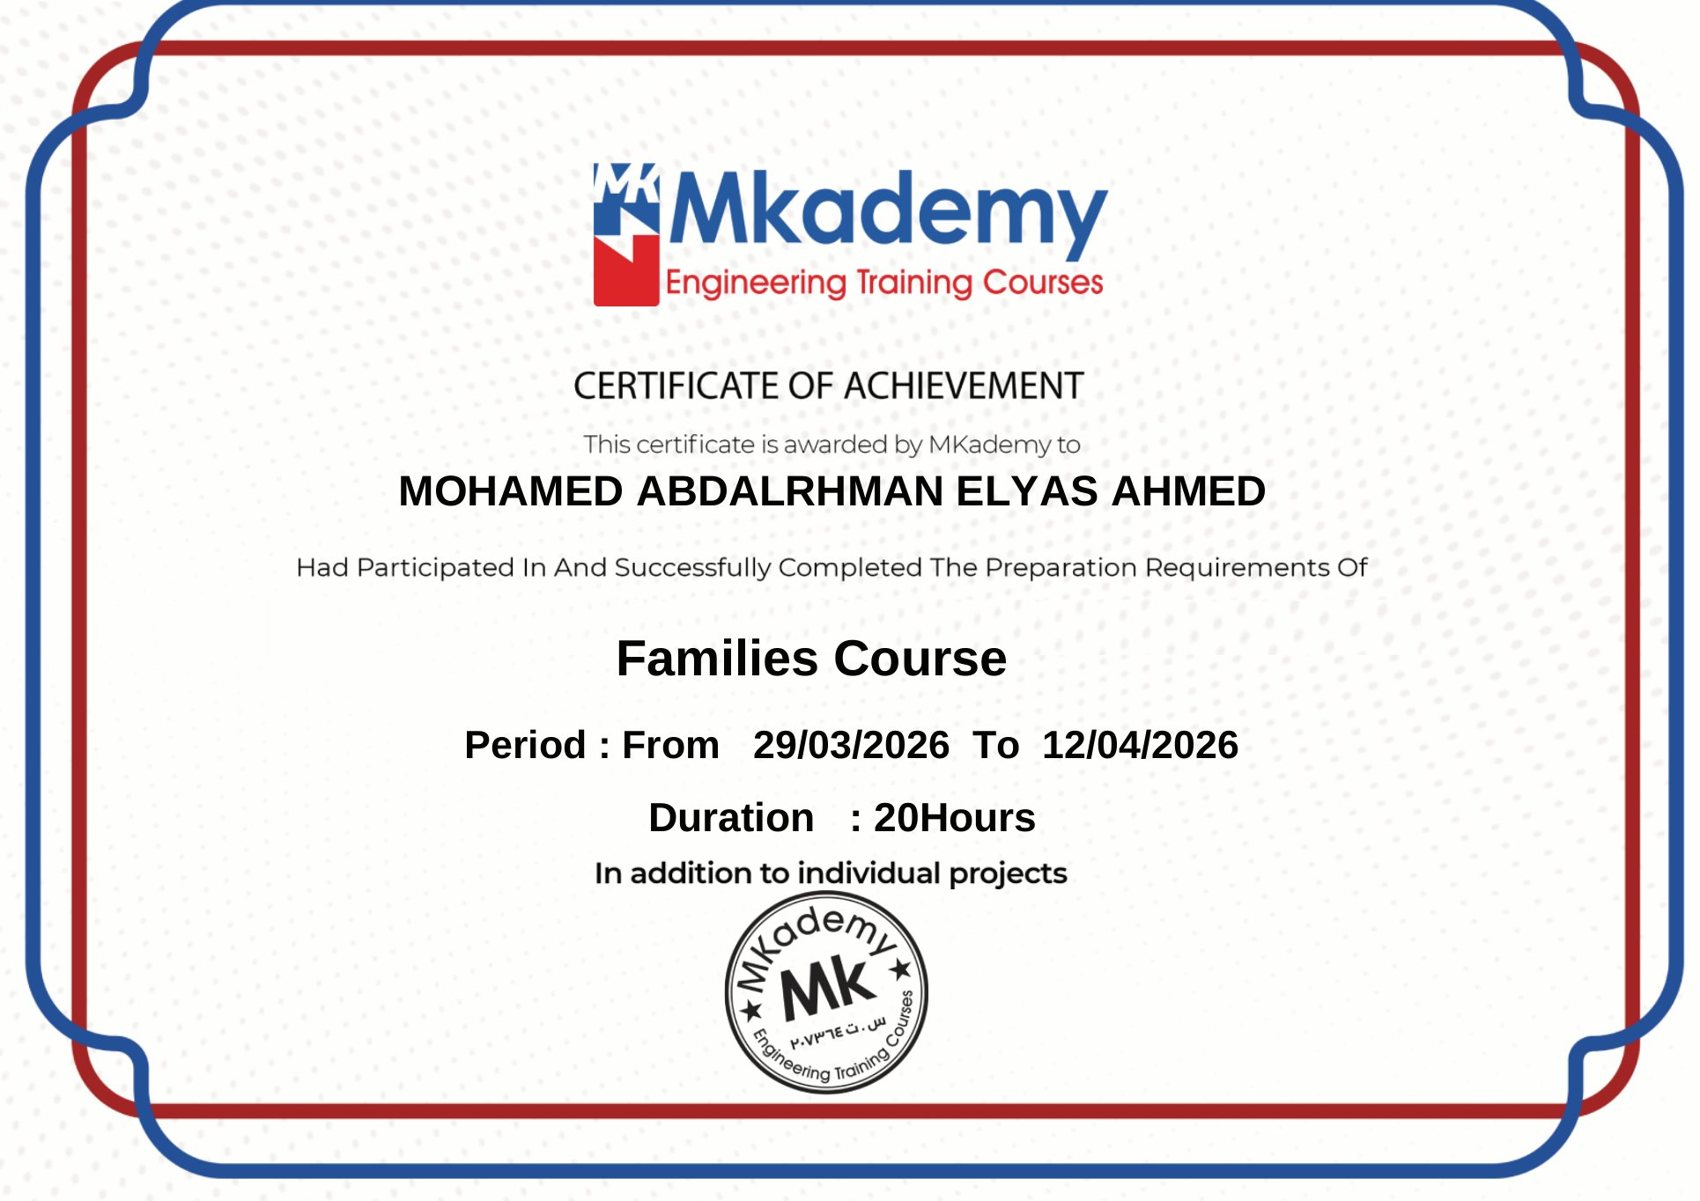 MK
Mkademy
Engineering Training Courses
CERTIFICATE OF ACHIEVEMENT
This certificate is awarded by MKademy to
MOHAMED ABDALRHMAN ELYAS AHMED
Had Participated In And Successfully Completed The Preparation Requirements Of
Families Course
Period : From 29/03/2026 To 12/04/2026
Duration : 20Hours
In addition to individual projects
MKademy
Mk
س.ت ٢٠٧٣٦٤
Engineering Training Courses